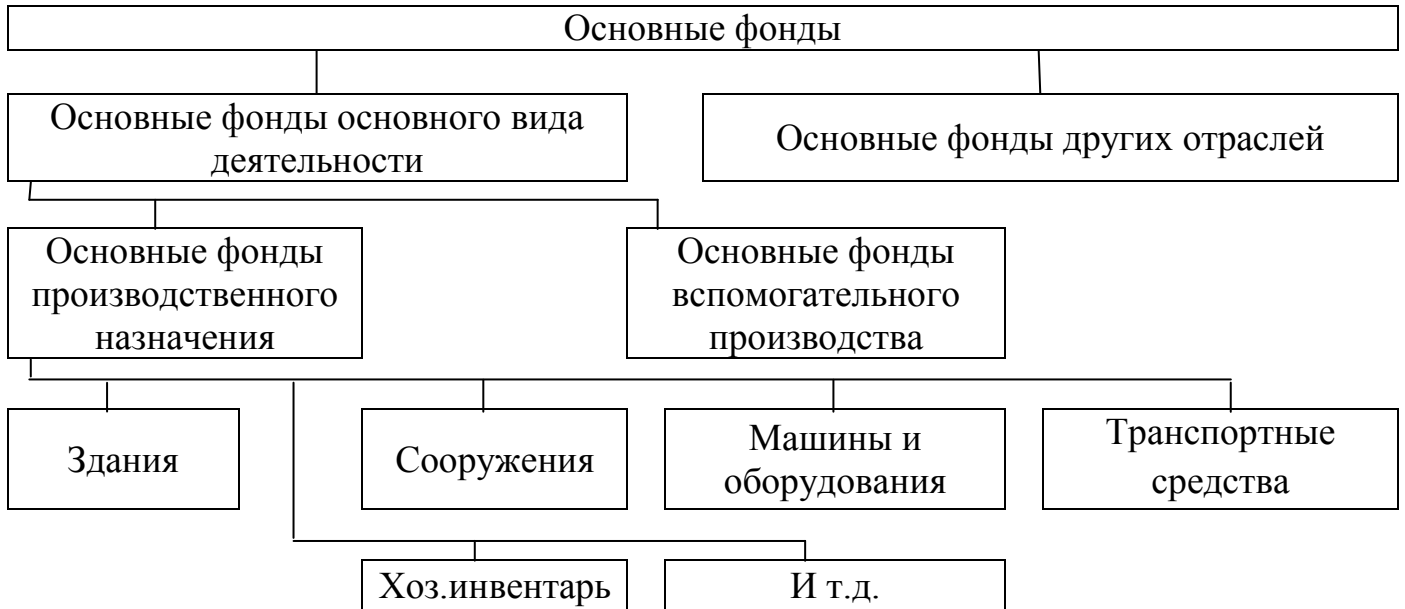 Основные фонды
Основные фонды основного вида
деятельности
Основные фонды других отраслей
Основные фонды
производственного
назначения
Основные фонды
вспомогательного
производства
Здания
Сооружения
Машины и
оборудования
Транспортные
средства
Хоз.инвентарь
И т.д.